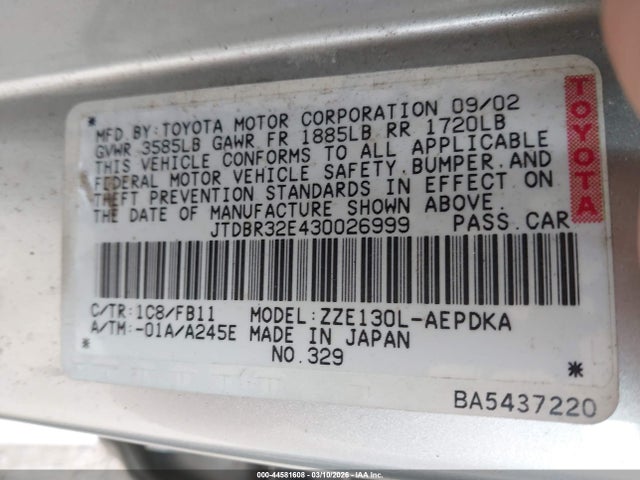 MFD BY:TOYOTA MOTOR CORPORATION 09/02
GVWR 3585LB GAWR FR 1885LB RR 1720LB
THIS VEHICLE CONFORMS TO ALL APPLICABLE
FEDERAL MOTOR VEHICLE SAFETY,BUMPER,AND
THEFT PREVENTION STANDARDS IN EFFECT ON
THE DATE OF MANUFACTURE SHOWN ABOVE.
JTDBR32E430026999 PASS.CAR
TOYOTA
C/TR:1C8/FB11 MODEL:ZZE130L-AEPDKA
A/TM:-01A/A245E MADE IN JAPAN
NO.329
BA5437220
000-44581608 - 03/10/2026 - IAA Inc.